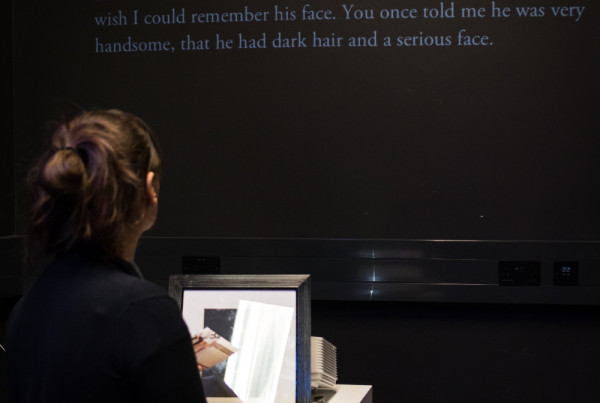 wish I could remember his face. You once told me he was very
handsome, that he had dark hair and a serious face.